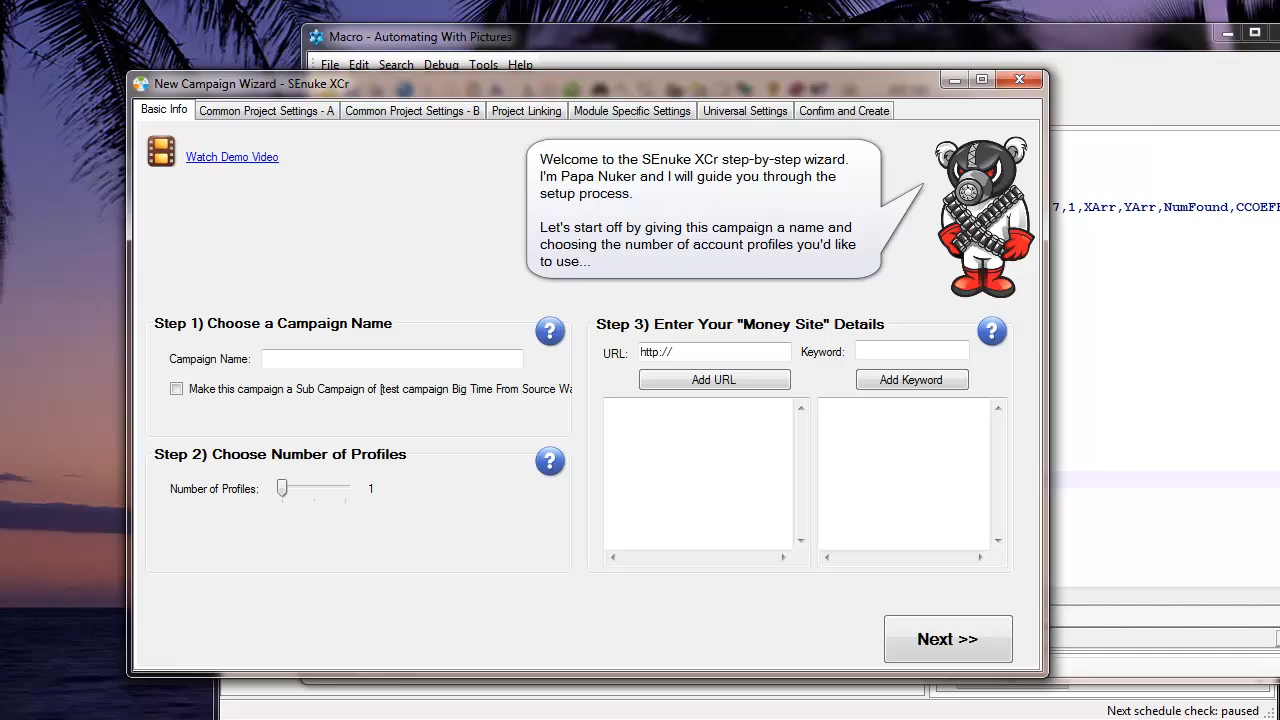 Macro - Automating With Pictures
File Edit Search Debug Tools Help
New Campaign Wizard - SEnuke XCr
Basic Info
Common Project Settings - A
Common Project Settings - B
Project Linking
Module Specific Settings
Universal Settings
Confirm and Create
Watch Demo Video
Welcome to the SEnuke XCr step-by-step wizard.
I'm Papa Nuker and I will guide you through the
setup process.
Let's start off by giving this campaign a name and
choosing the number of account profiles you'd like
to use...
7,1,XArr,YArr,NumFound,CCOEFF
Step 1) Choose a Campaign Name
?
Campaign Name:
Make this campaign a Sub Campaign of [test campaign Big Time From Source Wa
Step 2) Choose Number of Profiles
?
Number of Profiles:
1
Step 3) Enter Your "Money Site" Details
?
URL:
http://
Keyword:
Add URL
Add Keyword
Next >>
Next schedule check: paused